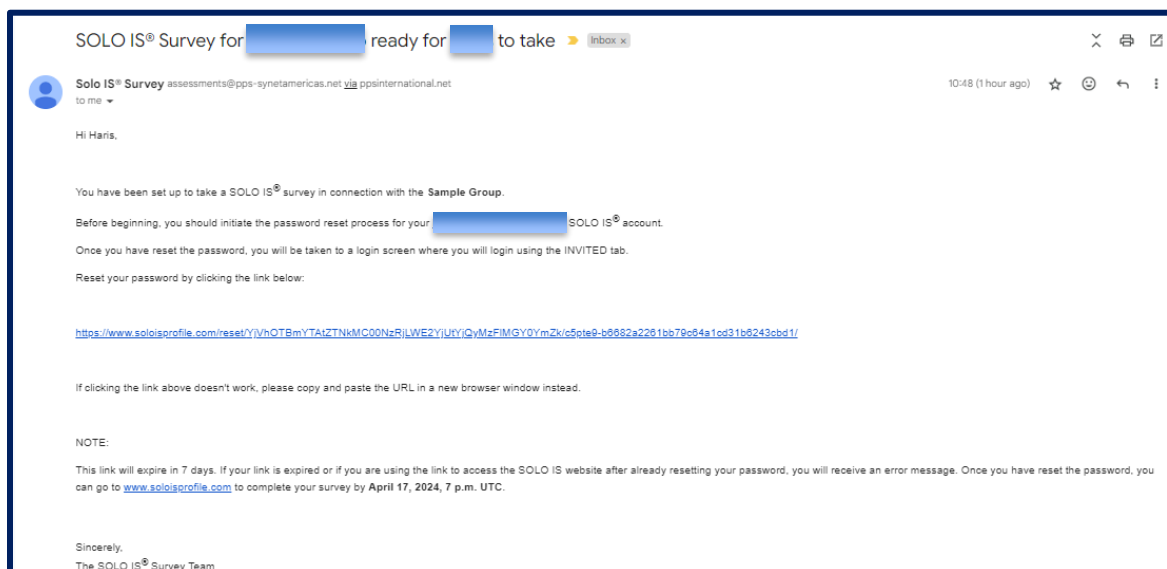 SOLO IS® Survey for ready for to take Inbox x
Solo IS® Survey assessments@pps-synetamericas.net via ppsinternational.net 10:48 (1 hour ago)
to me
Hi Haris,
You have been set up to take a SOLO IS® survey in connection with the Sample Group.
Before beginning, you should initiate the password reset process for your SOLO IS® account.
Once you have reset the password, you will be taken to a login screen where you will login using the INVITED tab.
Reset your password by clicking the link below:
https://www.soloisprofile.com/reset/YjVhOTBmYTAtZTNkMC00NzRjLWE2YjUtYjQyMzFlMGY0YmZk/c5pte9-b6682a2261bb79c64a1cd31b6243cbd1/
If clicking the link above doesn't work, please copy and paste the URL in a new browser window instead.
NOTE:
This link will expire in 7 days. If your link is expired or if you are using the link to access the SOLO IS website after already resetting your password, you will receive an error message. Once you have reset the password, you
can go to www.soloisprofile.com to complete your survey by April 17, 2024, 7 p.m. UTC.
Sincerely,
The SOLO IS® Survey Team